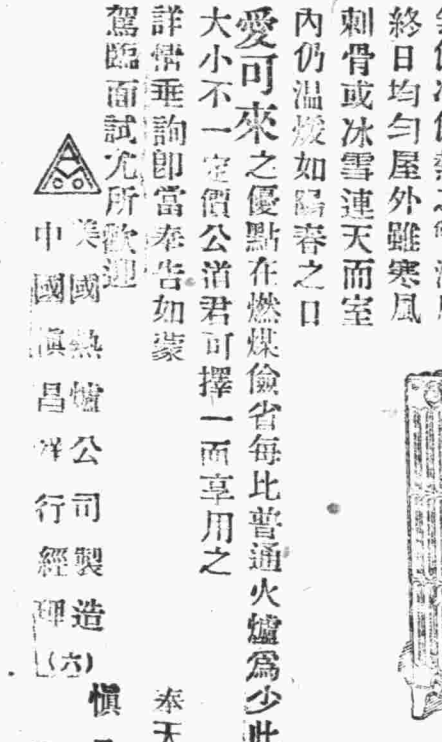 終日均勻屋外雖寒風
刺骨或冰雪連天而室
內仍温煖如陽春之日
愛可來之優點在燃煤儉省每比普通火爐為少此
大小不一定價公道君可擇一而享用之
詳情垂詢卽當奉告如蒙
駕臨面試尤所歡迎
美國熱爐公司製造
中國慎昌洋行經理(六)
奉天
慎